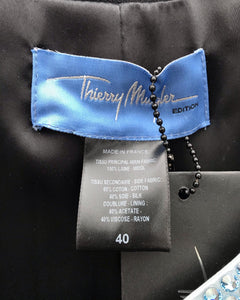 Thierry Mugler
EDITION
MADE IN FRANCE
TISSU PRINCIPAL MAIN FABRIC
100% LAINE - WOOL
TISSU SECONDAIRE - SIDE FABRIC
60% COTON - COTTON
40% SOIE - SILK
DOUBLURE - LINING :
60% ACETATE
40% VISCOSE - RAYON
40